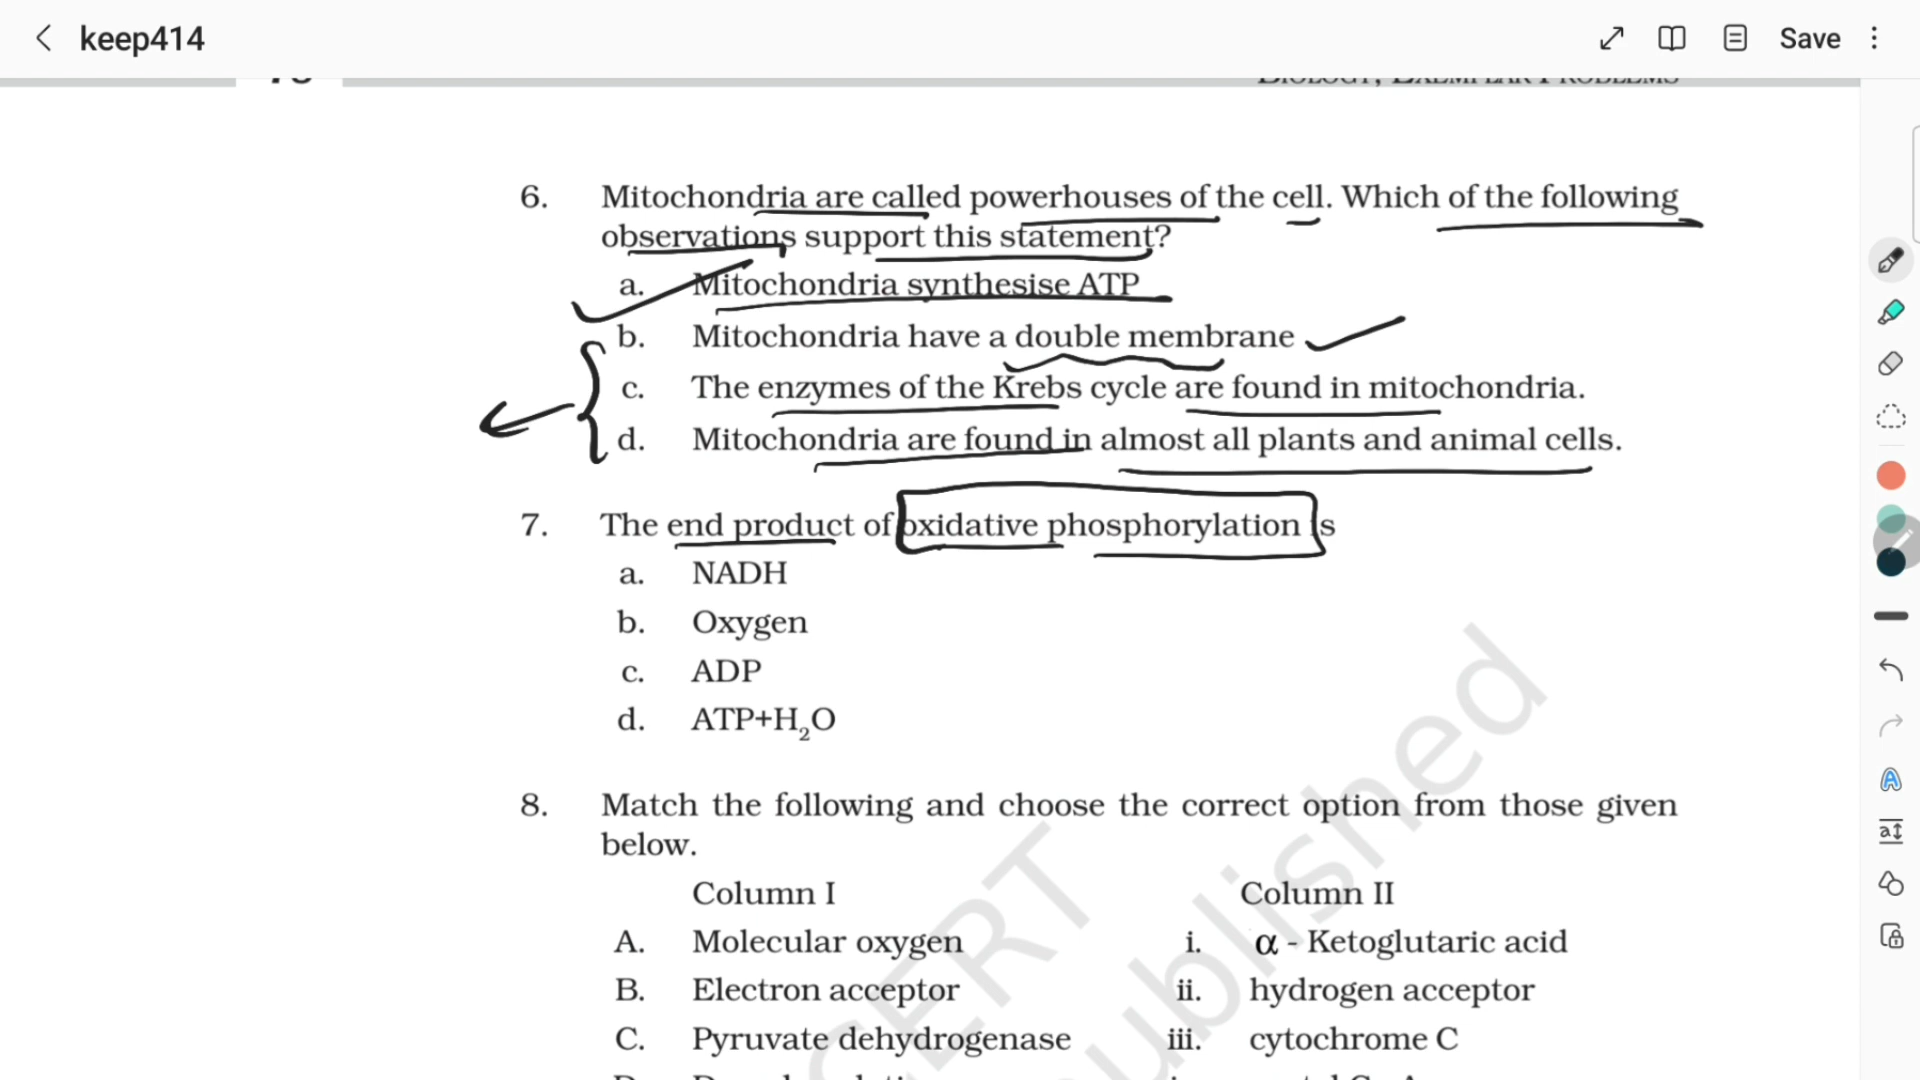 keep414
Save
BIOLOGY, EXEMPLAR PROBLEMS
6. Mitochondria are called powerhouses of the cell. Which of the following
observations support this statement?
a. Mitochondria synthesise ATP
b. Mitochondria have a double membrane
c. The enzymes of the Krebs cycle are found in mitochondria.
d. Mitochondria are found in almost all plants and animal cells.
7. The end product of oxidative phosphorylation is
a. NADH
b. Oxygen
c. ADP
d. ATP+H₂O
8. Match the following and choose the correct option from those given
below.
Column I Column II
A. Molecular oxygen i. α - Ketoglutaric acid
B. Electron acceptor ii. hydrogen acceptor
C. Pyruvate dehydrogenase iii. cytochrome C